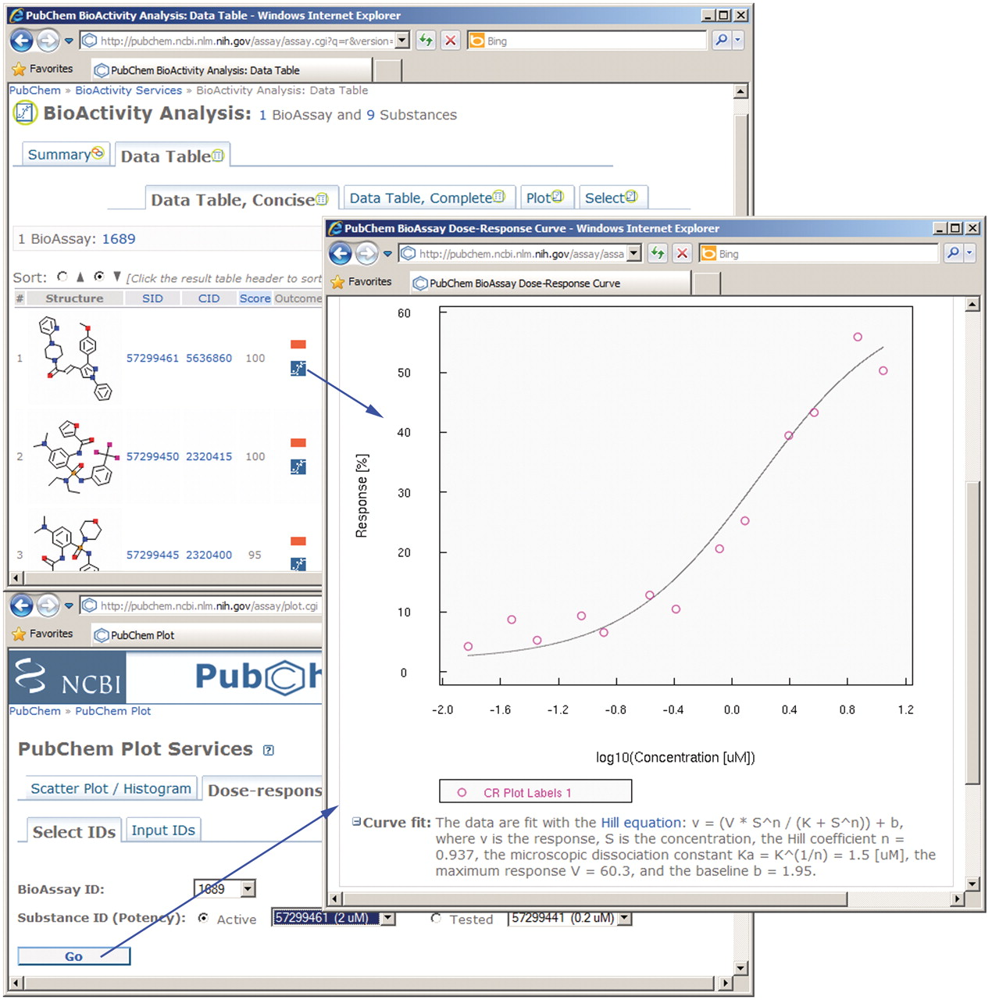 PubChem BioActivity Analysis: Data Table - Windows Internet Explorer
http://pubchem.ncbi.nlm.nih.gov/assay/assay.cgi?q=r&version=
Bing
Favorites
PubChem BioActivity Analysis: Data Table
PubChem » BioActivity Services » BioActivity Analysis: Data Table
BioActivity Analysis: 1 BioAssay and 9 Substances
Summary Data Table
Data Table, Concise Data Table, Complete Plot Select
1 BioAssay: 1689
Sort: [Click the result table header to sort
# Structure SID CID Score Outcome
1 57299461 5636860 100
2 57299450 2320415 100
3 57299445 2320400 95
PubChem BioAssay Dose-Response Curve - Windows Internet Explorer
http://pubchem.ncbi.nlm.nih.gov/assay/assa
Bing
Favorites
PubChem BioAssay Dose-Response Curve
60
50
40
30
20
10
0
Response [%]
-2.0 -1.6 -1.2 -0.8 -0.4 0.0 0.4 0.8 1.2
log10(Concentration [uM])
CR Plot Labels 1
Curve fit: The data are fit with the Hill equation: v = (V * S^n / (K + S^n)) + b,
where v is the response, S is the concentration, the Hill coefficient n =
0.937, the microscopic dissociation constant Ka = K^(1/n) = 1.5 [uM], the
maximum response V = 60.3, and the baseline b = 1.95.
http://pubchem.ncbi.nlm.nih.gov/assay/plot.cgi
Favorites
PubChem Plot
NCBI
PubCh
PubChem » PubChem Plot
PubChem Plot Services ?
Scatter Plot / Histogram Dose-respons
Select IDs Input IDs
BioAssay ID: 1689
Substance ID (Potency): Active 57299461 (2 uM) Tested 57299441 (0.2 uM)
Go